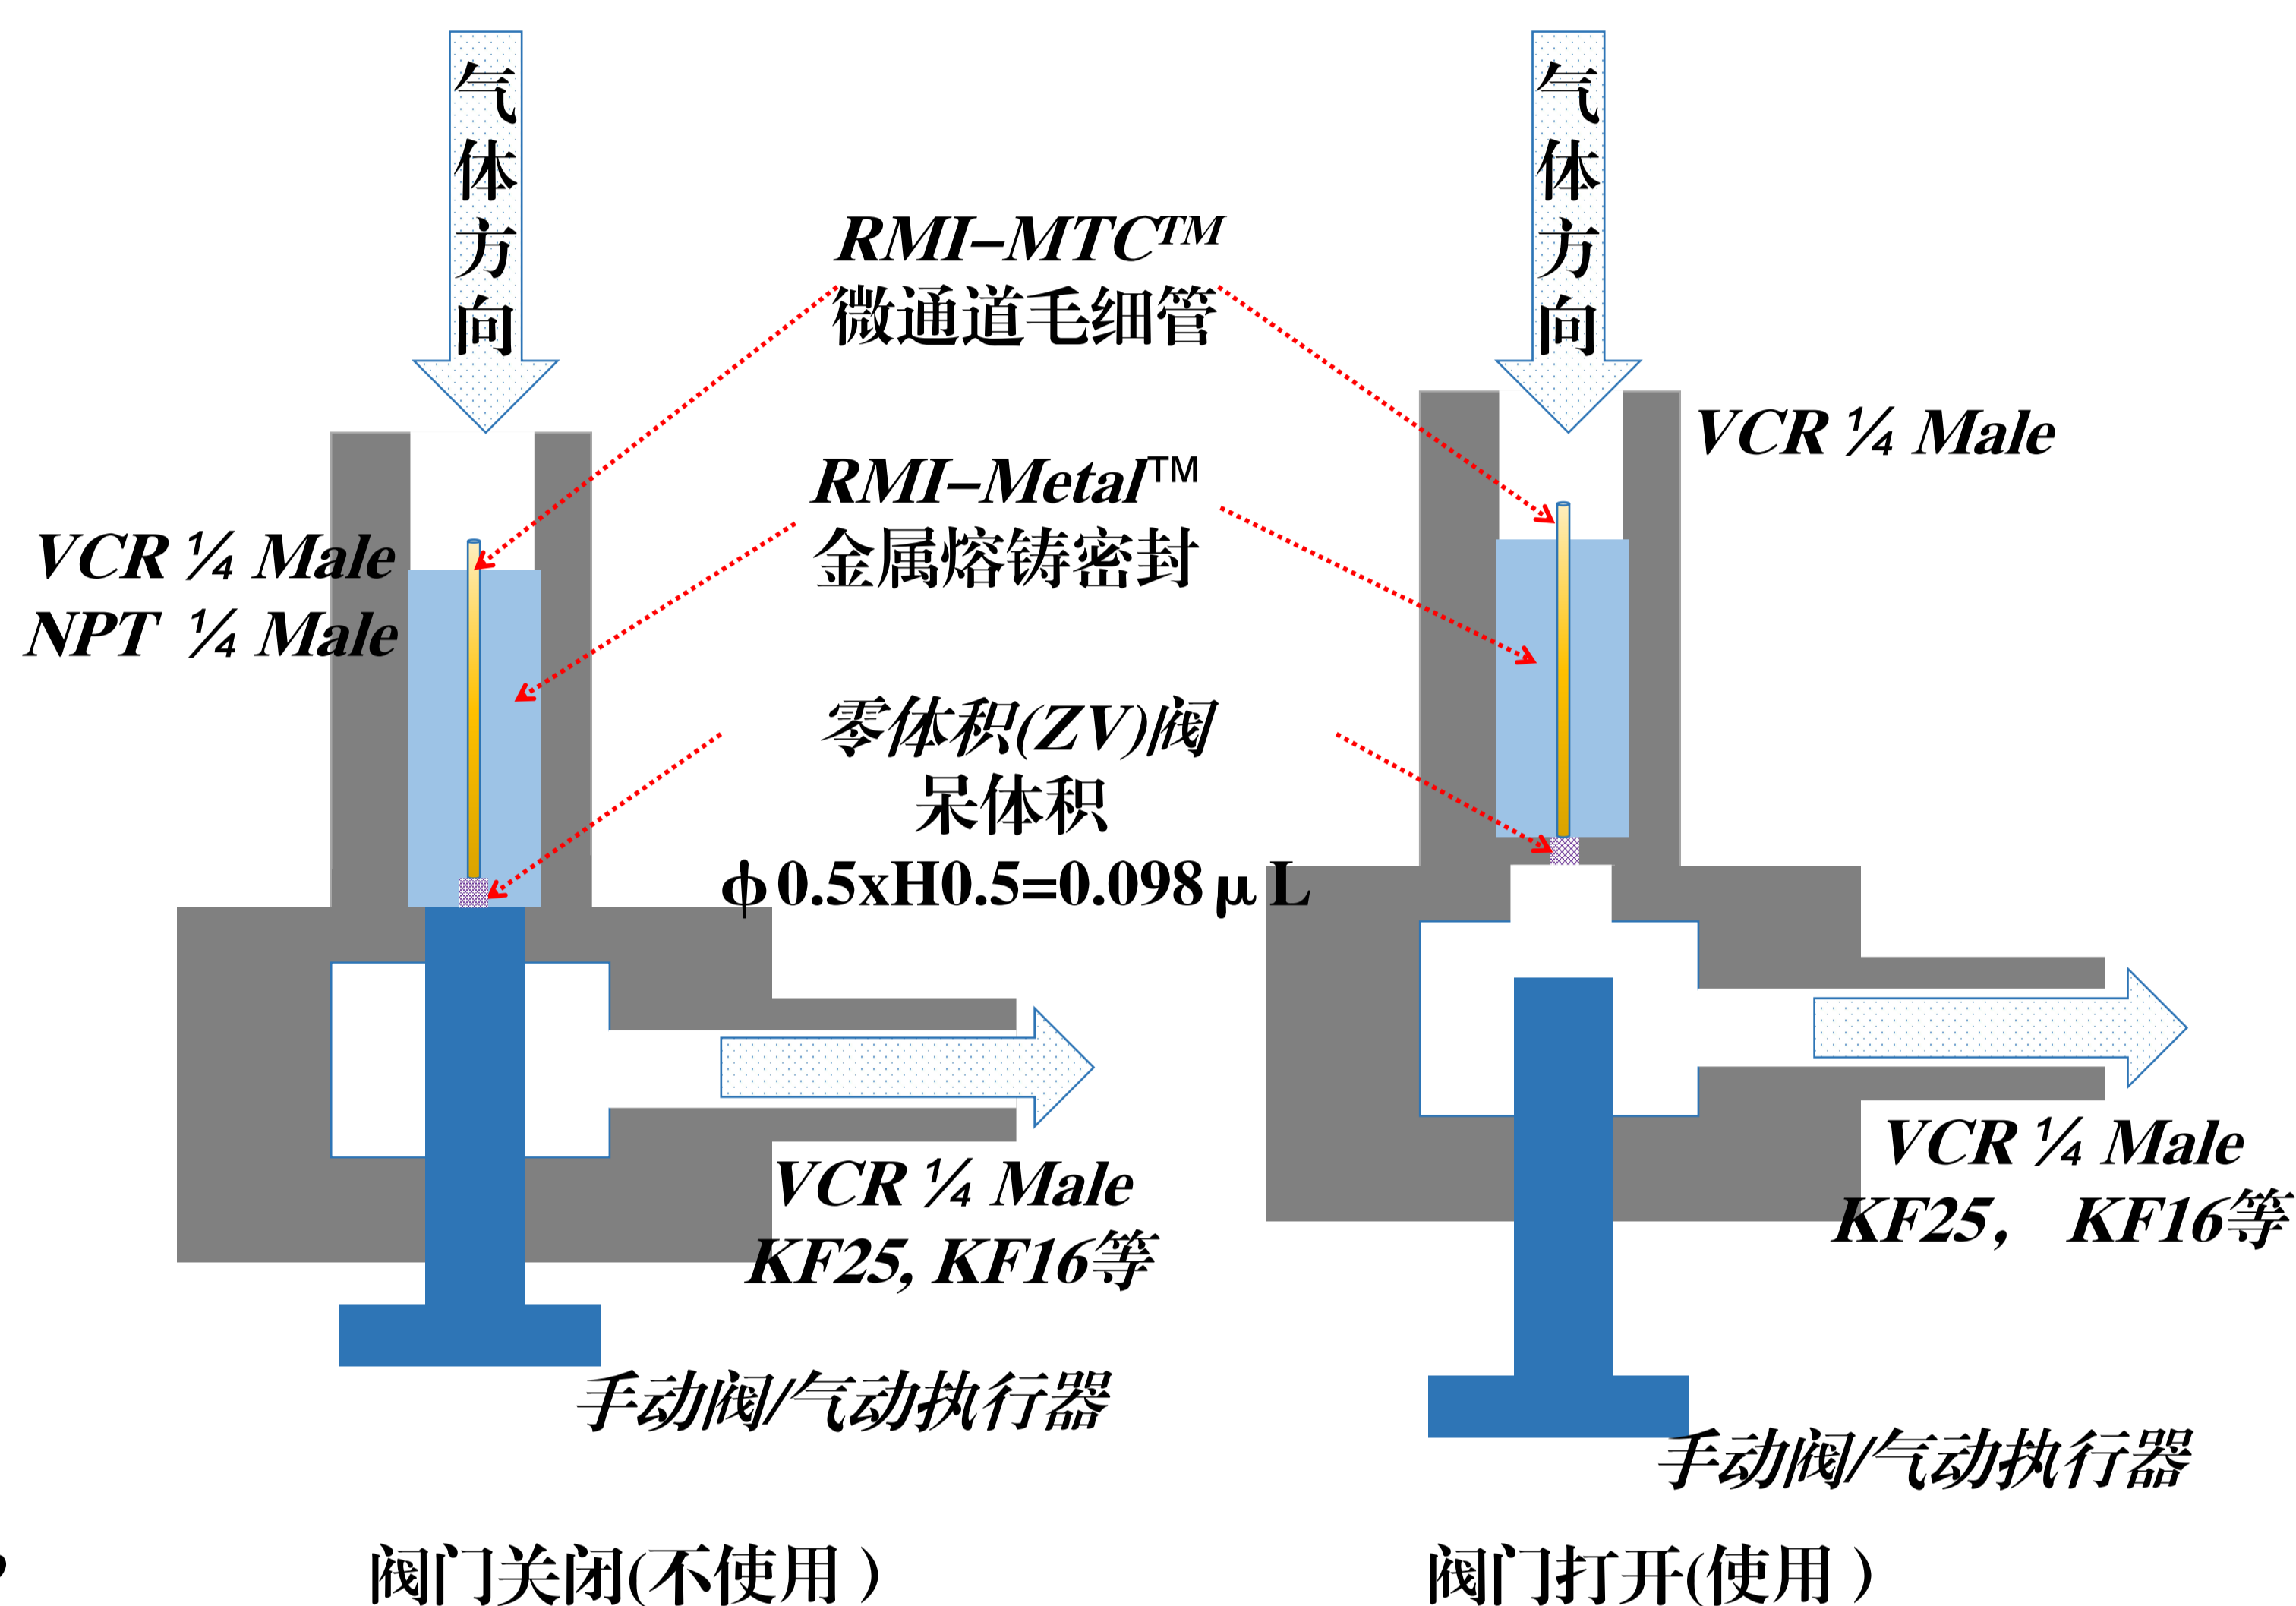 气体方向
气体方向
RMI-MTC™
微通道毛细管
VCR ¼ Male
RMI-Metal™
金属熔凝密封
VCR ¼ Male
NPT ¼ Male
零体积(ZV)阀
呆体积
φ0.5xH0.5=0.098μL
VCR ¼ Male
KF25, KF16等
VCR ¼ Male
KF25， KF16等
手动阀/气动执行器
手动阀/气动执行器
阀门关闭(不使用）
阀门打开(使用）